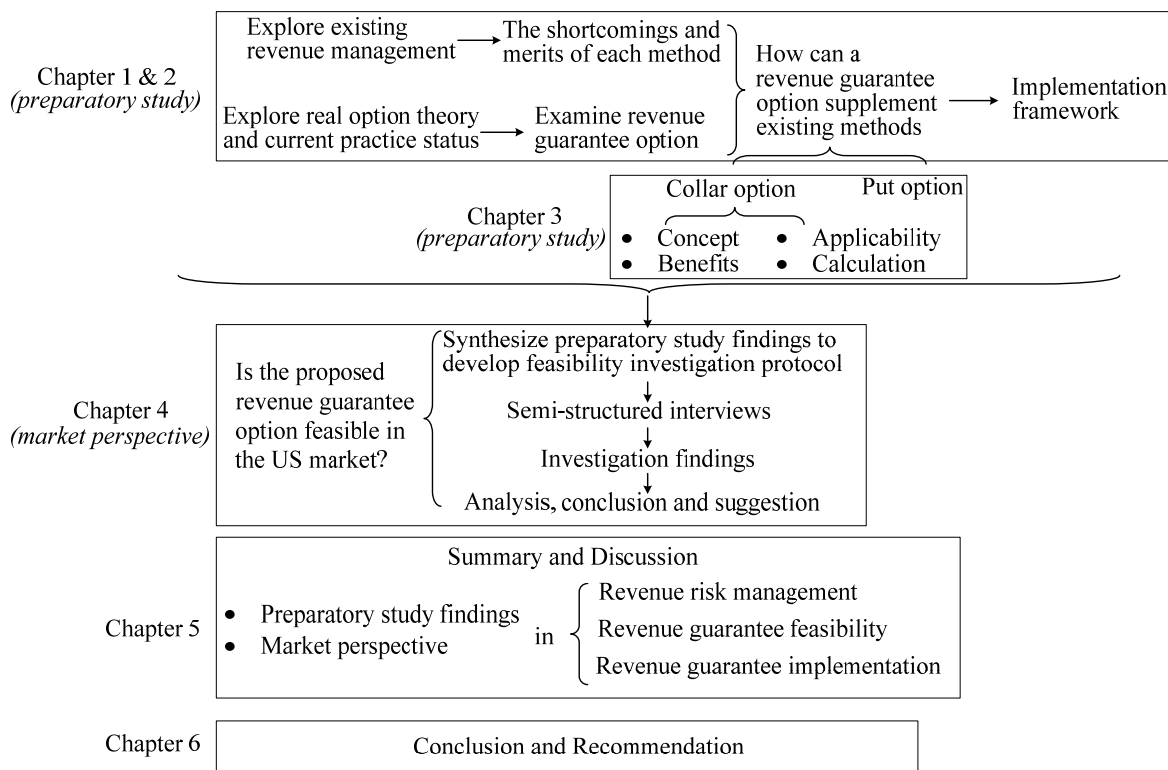 Chapter 1 & 2
(preparatory study)
Explore existing
revenue management
The shortcomings and
merits of each method
Explore real option theory
and current practice status
Examine revenue
guarantee option
How can a
revenue guarantee
option supplement
existing methods
Implementation
framework
Chapter 3
(preparatory study)
Collar option
Put option
• Concept
• Benefits
• Applicability
• Calculation
Chapter 4
(market perspective)
Is the proposed
revenue guarantee
option feasible in
the US market?
Synthesize preparatory study findings to
develop feasibility investigation protocol
Semi-structured interviews
Investigation findings
Analysis, conclusion and suggestion
Chapter 5
Summary and Discussion
• Preparatory study findings
• Market perspective
in
Revenue risk management
Revenue guarantee feasibility
Revenue guarantee implementation
Chapter 6
Conclusion and Recommendation